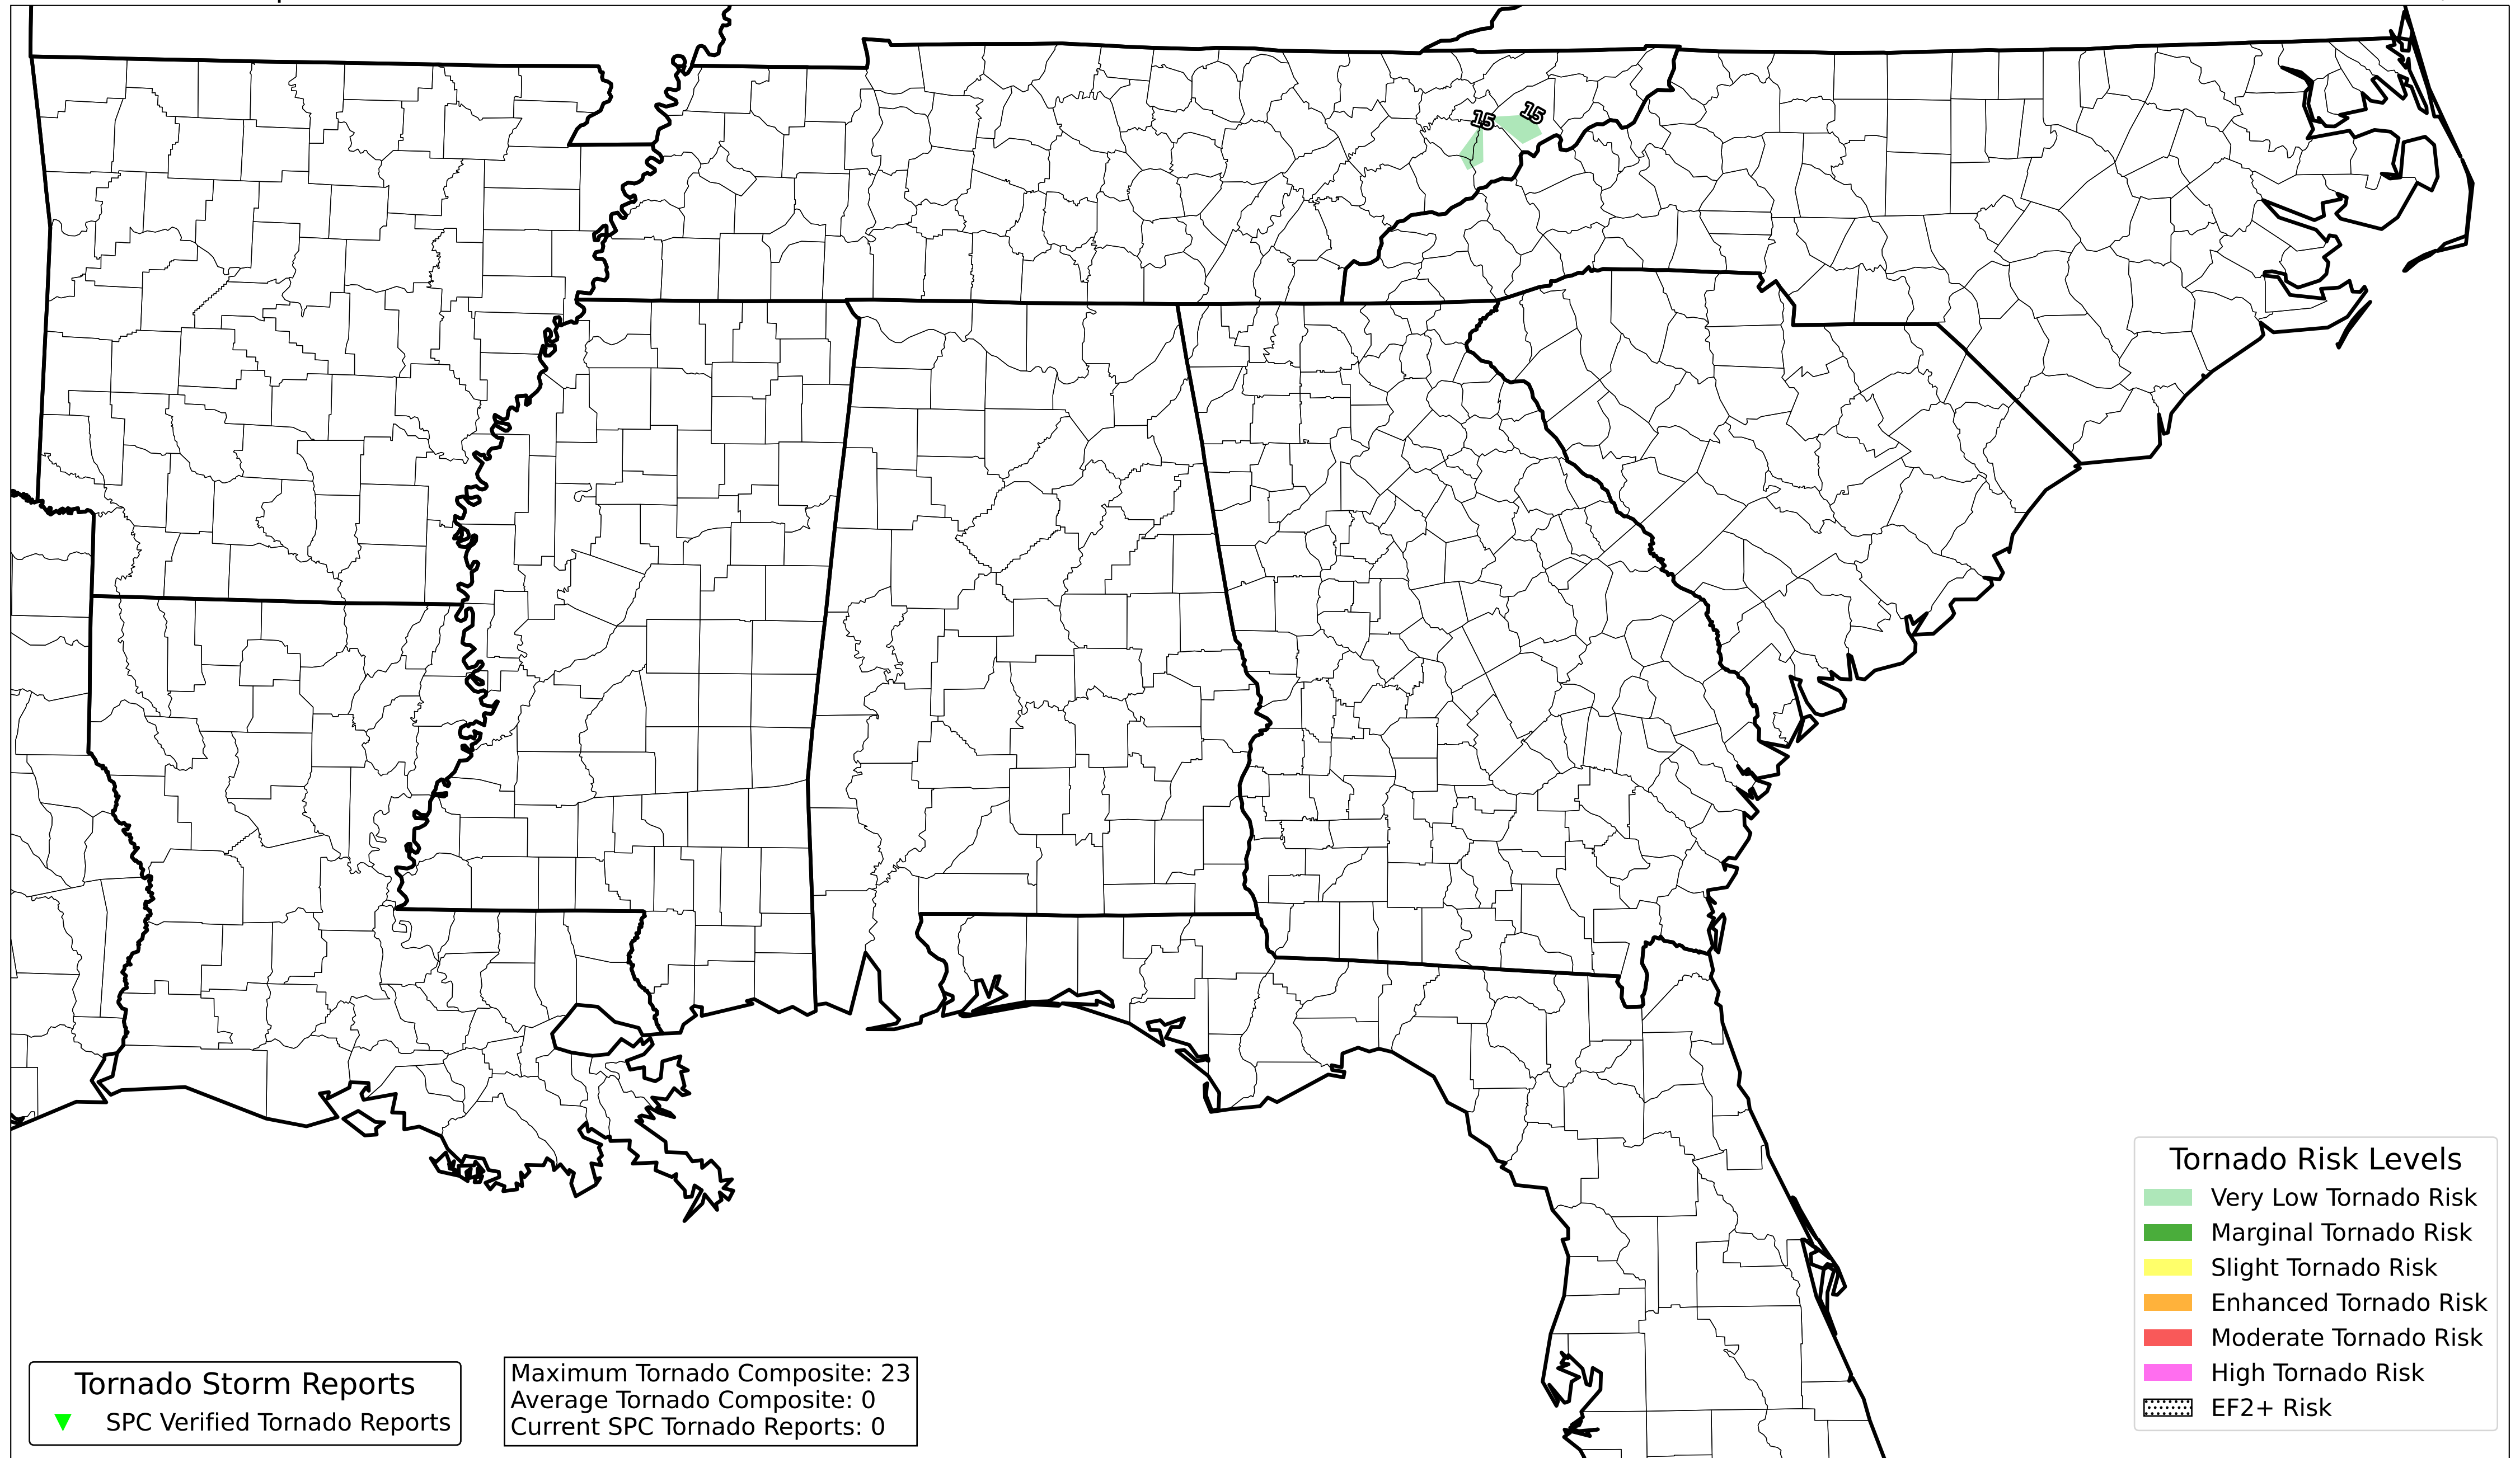 15
15
Tornado Risk Levels
Very Low Tornado Risk
Marginal Tornado Risk
Slight Tornado Risk
Enhanced Tornado Risk
Moderate Tornado Risk
High Tornado Risk
EF2+ Risk
Tornado Storm Reports
SPC Verified Tornado Reports
Maximum Tornado Composite: 23
Average Tornado Composite: 0
Current SPC Tornado Reports: 0